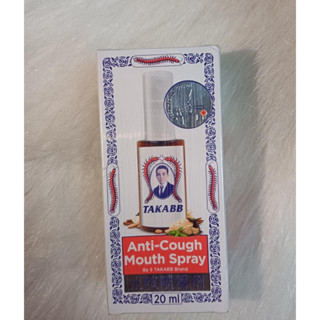 TAKABB
Anti-Cough
Mouth Spray
By 5 TAKABB Brand
20 ml